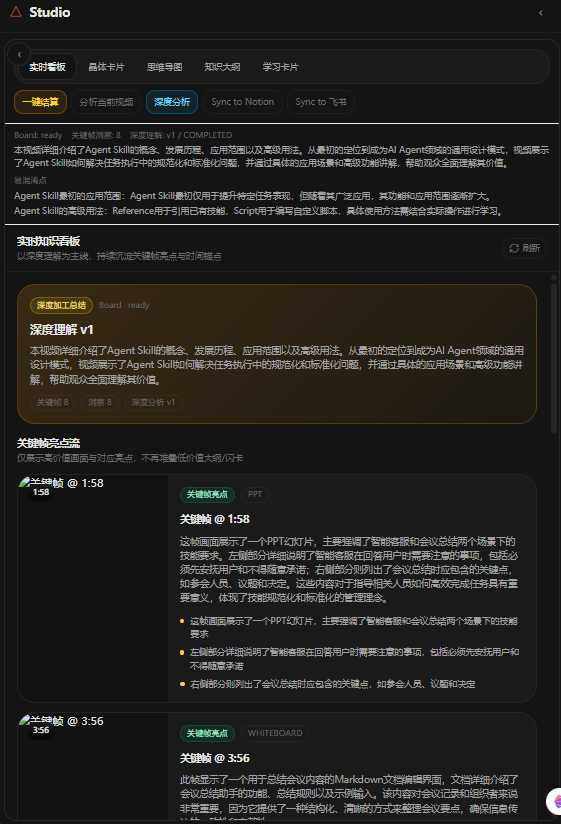 Studio
实时看板 晶体卡片 思维导图 知识大纲 学习卡片
一键结算 分析当前视频 深度分析 Sync to Notion Sync to 飞书
Board: ready 关键帧洞察: 8 深度理解: v1 / COMPLETED
本视频详细介绍了Agent Skill的概念、发展历程、应用范围以及高级用法。从最初的定位到成为AI Agent领域的通用设计模式，视频展示
了Agent Skill如何解决任务执行中的规范化和标准化问题，并通过具体的应用场景和高级功能讲解，帮助观众全面理解其价值。
易混淆点
Agent Skill最初的应用范围：Agent Skill最初仅用于提升特定任务表现，但随着其广泛应用，其功能和应用范围逐渐扩大。
Agent Skill的高级用法：Reference用于引用已有技能，Script用于编写自定义脚本，具体使用方法需结合实际操作进行学习。
实时知识看板
以深度理解为主线，持续沉淀关键帧亮点与时间锚点
刷新
深度加工总结 Board · ready
深度理解 v1
本视频详细介绍了Agent Skill的概念、发展历程、应用范围以及高级用法。从最初的定位到成为AI Agent领域的通用
设计模式，视频展示了Agent Skill如何解决任务执行中的规范化和标准化问题，并通过具体的应用场景和高级功能讲
解，帮助观众全面理解其价值。
关键帧 8 洞察 8 深度分析 v1
关键帧亮点流
仅展示高价值画面与对应亮点，不再堆叠低价值大纲/闪卡
关键帧 @ 1:58
1:58
关键帧亮点 PPT
关键帧 @ 1:58
这帧画面展示了一个PPT幻灯片，主要强调了智能客服和会议总结两个场景下的
技能要求。左侧部分详细说明了智能客服在回答用户时需要注意的事项，包括必
须先安抚用户和不得随意承诺；右侧部分则列出了会议总结时应包含的关键点，
如参会人员、议题和决定。这些内容对于指导相关人员如何高效完成任务具有重
要意义，体现了技能规范化和标准化的管理理念。
这帧画面展示了一个PPT幻灯片，主要强调了智能客服和会议总结两个场景下的技能
要求
左侧部分详细说明了智能客服在回答用户时需要注意的事项，包括必须先安抚用户和
不得随意承诺
右侧部分则列出了会议总结时应包含的关键点，如参会人员、议题和决定
关键帧 @ 3:56
3:56
关键帧亮点 WHITEBOARD
关键帧 @ 3:56
此帧显示了一个用于总结会议内容的Markdown文档编辑界面，文档详细介绍了
会议总结助手的功能、总结规则以及示例输入。该内容对会议记录和组织者来说
非常重要，因为它提供了一种结构化、清晰的方式来整理会议要点，确保信息传